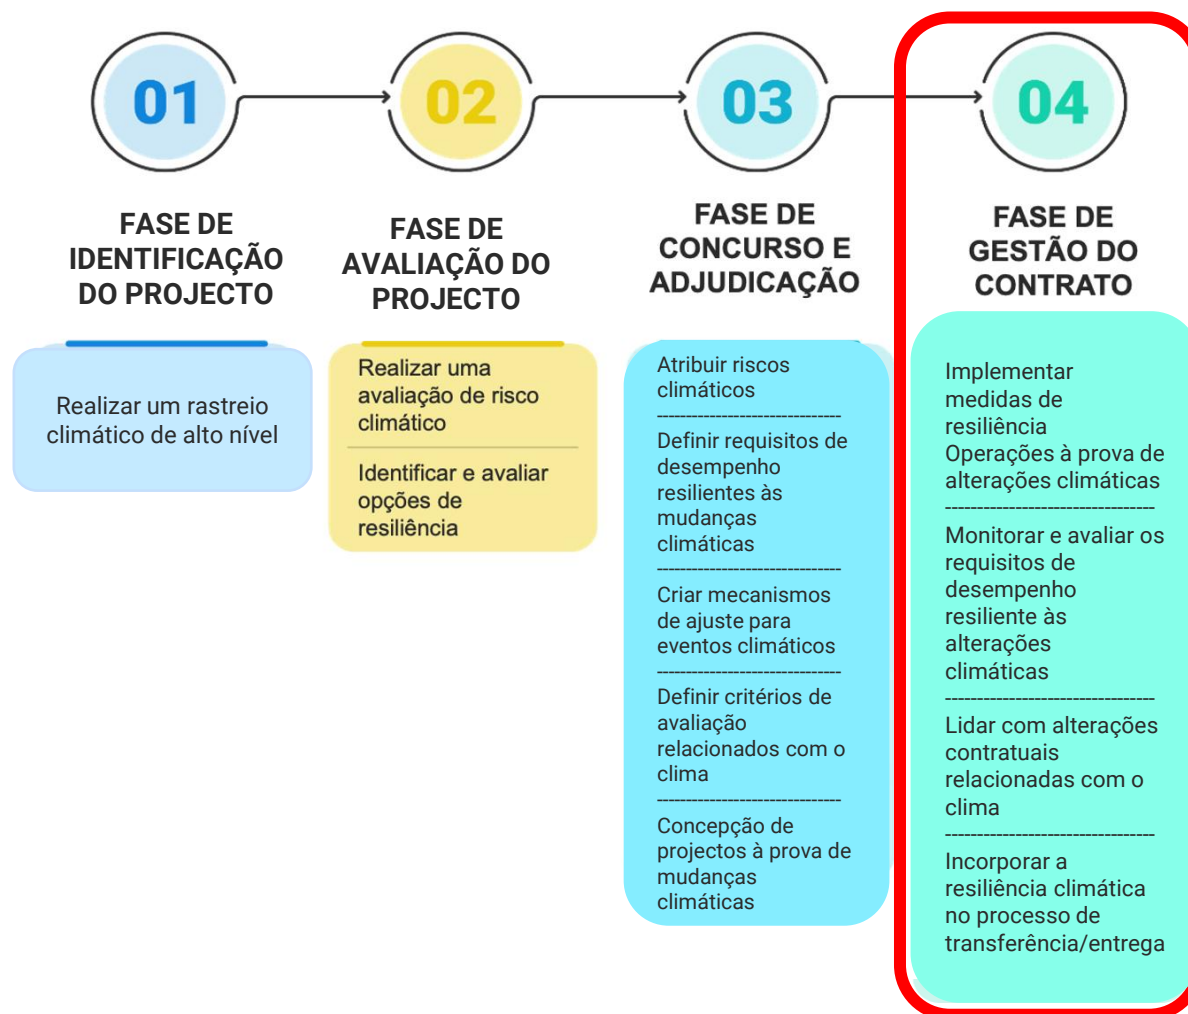 01
FASE DE
IDENTIFICAÇÃO
DO PROJECTO
Realizar um rastreio
climático de alto nível
02
FASE DE
AVALIAÇÃO DO
PROJECTO
Realizar uma
avaliação de risco
climático
Identificar e avaliar
opções de
resiliência
03
FASE DE
CONCURSO E
ADJUDICAÇÃO
Atribuir riscos
climáticos
--------------------------------
Definir requisitos de
desempenho
resilientes às
mudanças
climáticas
--------------------------------
Criar mecanismos
de ajuste para
eventos climáticos
--------------------------------
Definir critérios de
avaliação
relacionados com o
clima
--------------------------------
Concepção de
projectos à prova de
mudanças
climáticas
04
FASE DE
GESTÃO DO
CONTRATO
Implementar
medidas de
resiliência
Operações à prova de
alterações climáticas
---------------------------------
Monitorar e avaliar os
requisitos de
desempenho
resiliente às
alterações
climáticas
---------------------------------
Lidar com alterações
contratuais
relacionadas com o
clima
---------------------------------
Incorporar a
resiliência climática
no processo de
transferência/entrega